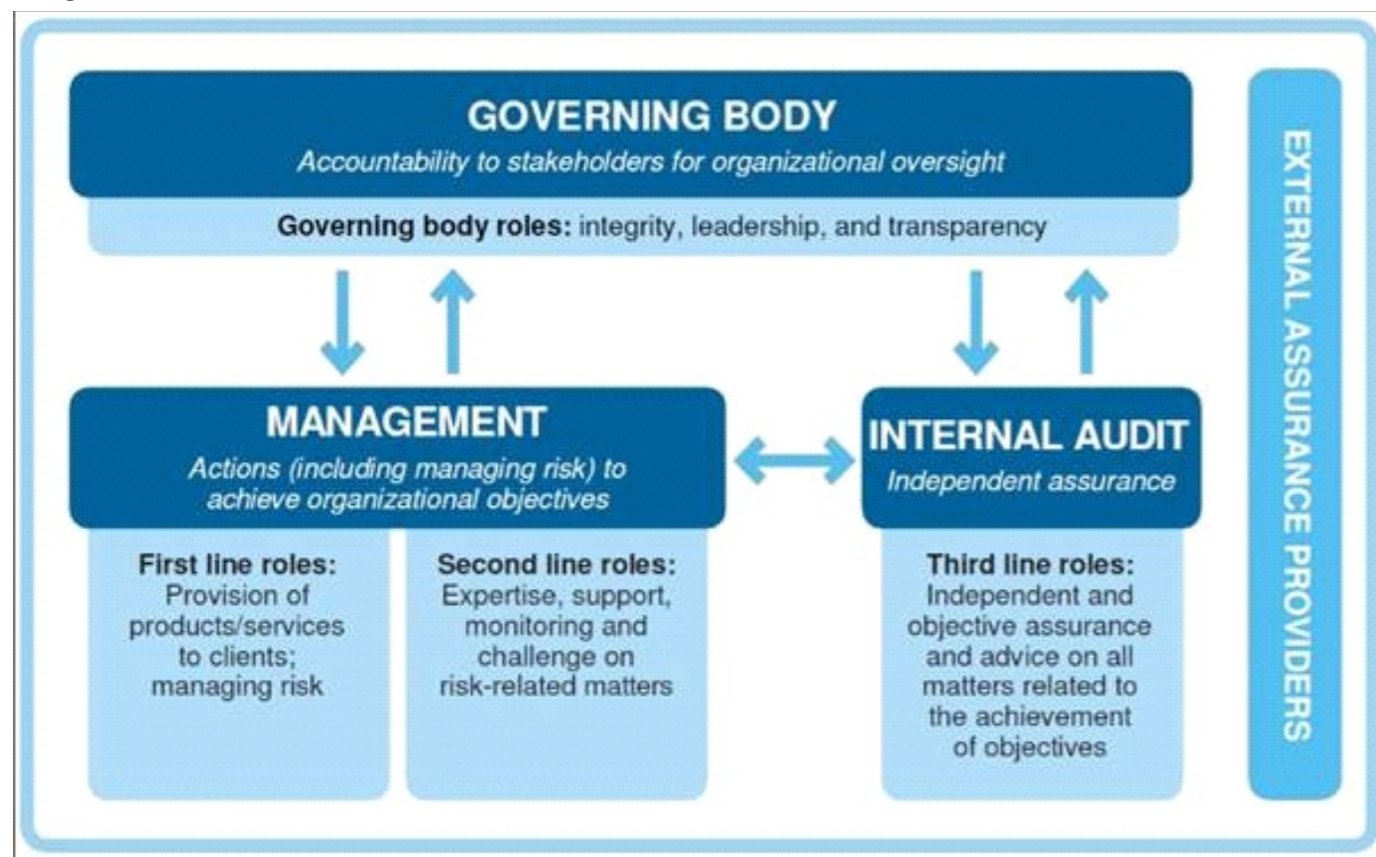 GOVERNING BODY
Accountability to stakeholders for organizational oversight
Governing body roles: integrity, leadership, and transparency
MANAGEMENT
Actions (including managing risk) to
achieve organizational objectives
First line roles:
Provision of
products/services
to clients;
managing risk
Second line roles:
Expertise, support,
monitoring and
challenge on
risk-related matters
INTERNAL AUDIT
Independent assurance
Third line roles:
Independent and
objective assurance
and advice on all
matters related to
the achievement
of objectives
EXTERNAL ASSURANCE PROVIDERS